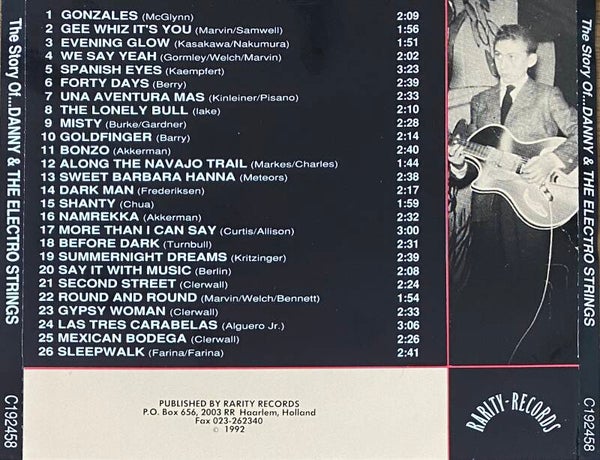 The Story Of...DANNY & THE ELECTRO STRINGS
C192458
1 GONZALES (McGlynn) 2:09
2 GEE WHIZ IT'S YOU (Marvin/Samwell) 1:56
3 EVENING GLOW (Kasakawa/Nakumura) 1:51
4 WE SAY YEAH (Gormley/Welch/Marvin) 2:02
5 SPANISH EYES (Kaempfert) 3:23
6 FORTY DAYS (Berry) 2:39
7 UNA AVENTURA MAS (Kinleiner/Pisano) 2:33
8 THE LONELY BULL (lake) 2:10
9 MISTY (Burke/Gardner) 2:28
10 GOLDFINGER (Barry) 2:14
11 BONZO (Akkerman) 2:40
12 ALONG THE NAVAJO TRAIL (Markes/Charles) 1:44
13 SWEET BARBARA HANNA (Meteors) 2:38
14 DARK MAN (Frederiksen) 2:17
15 SHANTY (Chua) 1:59
16 NAMREKKA (Akkerman) 2:32
17 MORE THAN I CAN SAY (Curtis/Allison) 3:00
18 BEFORE DARK (Turnbull) 2:31
19 SUMMERNIGHT DREAMS (Kritzinger) 2:39
20 SAY IT WITH MUSIC (Berlin) 2:08
21 SECOND STREET (Clerwall) 2:24
22 ROUND AND ROUND (Marvin/Welch/Bennett) 1:54
23 GYPSY WOMAN (Clerwall) 2:33
24 LAS TRES CARABELAS (Alguero Jr.) 3:06
25 MEXICAN BODEGA (Clerwall) 2:26
26 SLEEPWALK (Farina/Farina) 2:41
PUBLISHED BY RARITY RECORDS
P.O. Box 656, 2003 RR Haarlem, Holland
Fax 023-262340
© 1992
RARITY-RECORDS
The Story Of...DANNY & THE ELECTRO STRINGS
C192458